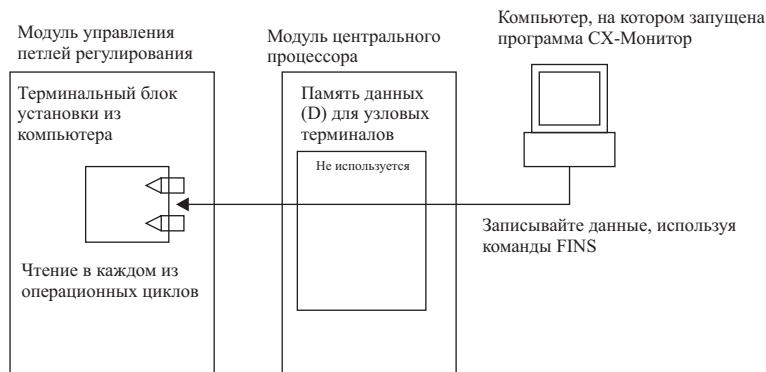 Модуль управления
петлей регулирования
Терминальный блок
установки из
компьютера
Чтение в каждом из
операционных циклов
Модуль центрального
процессора
Память данных
(D) для узловых
терминалов
Не используется
Компьютер, на котором запущена
программа CX-Монитор
Записывайте данные, используя
команды FINS